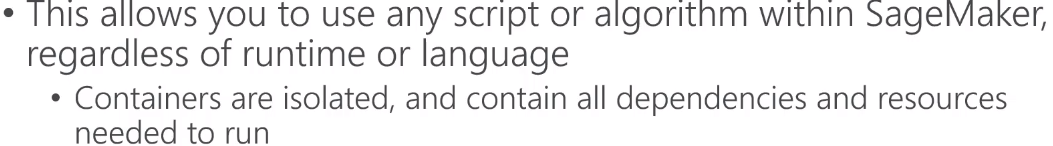 • This allows you to use any script or algorithm within SageMaker,
regardless of runtime or language
• Containers are isolated, and contain all dependencies and resources
needed to run